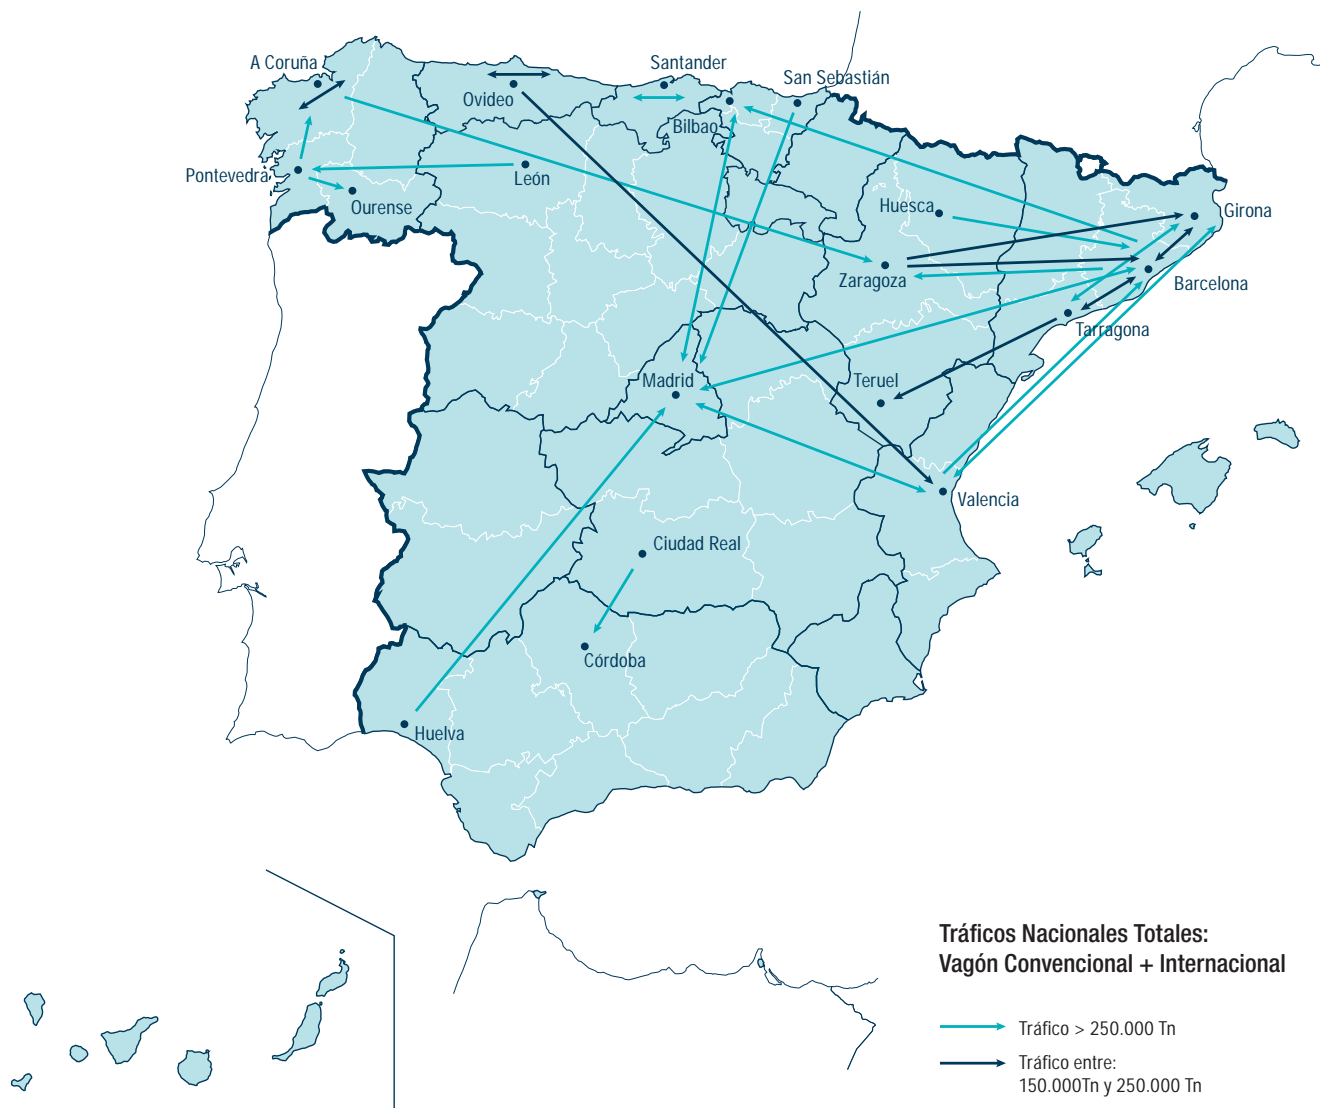 A Coruña
Santander
San Sebastián
Ovideo
Bilbao
Pontevedra
León
Ourense
Huesca
Girona
Zaragoza
Barcelona
Tarragona
Madrid
Teruel
Valencia
Ciudad Real
Córdoba
Huelva
Tráficos Nacionales Totales:
Vagón Convencional + Internacional
Tráfico > 250.000 Tn
Tráfico entre:
150.000Tn y 250.000 Tn